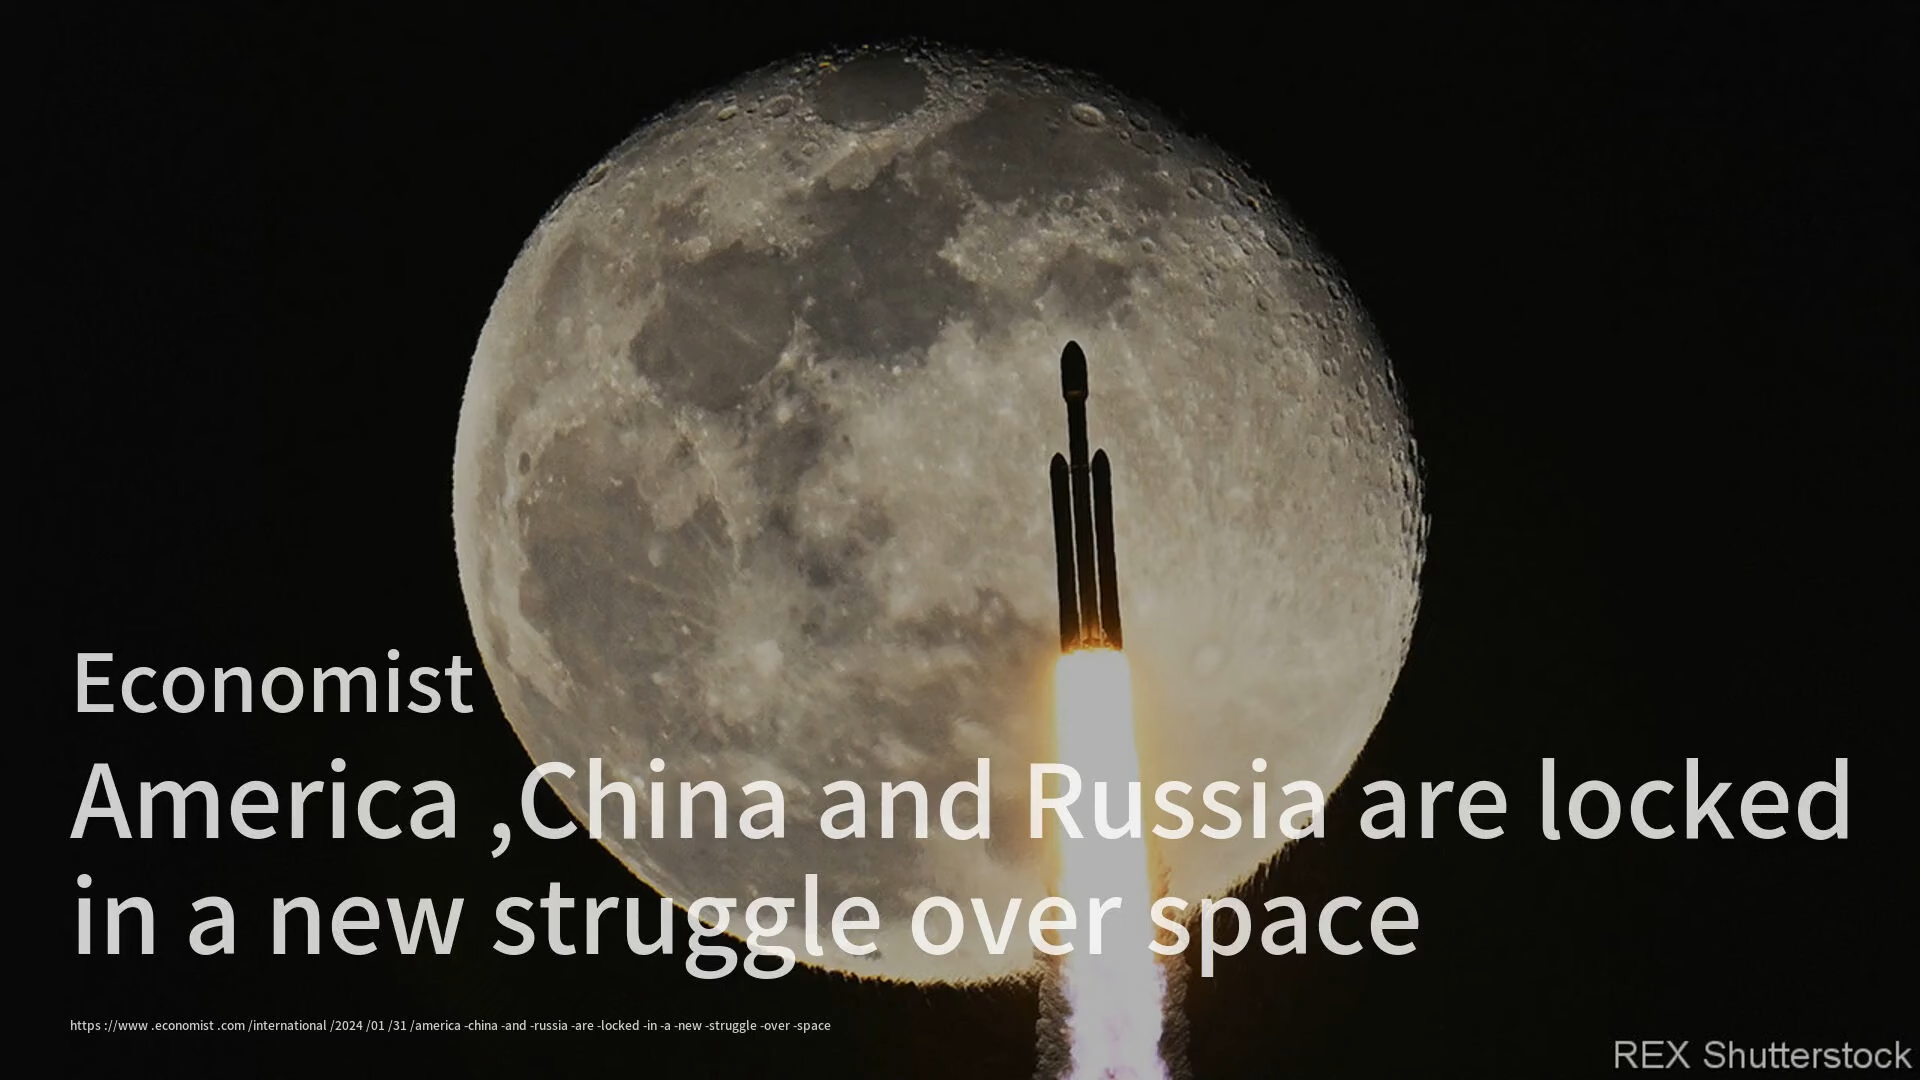 Economist
America ,China and Russia are locked
in a new struggle over space
https ://www .economist .com /international /2024 /01 /31 /america -china -and -russia -are -locked -in -a -new -struggle -over -space
REX Shutterstock